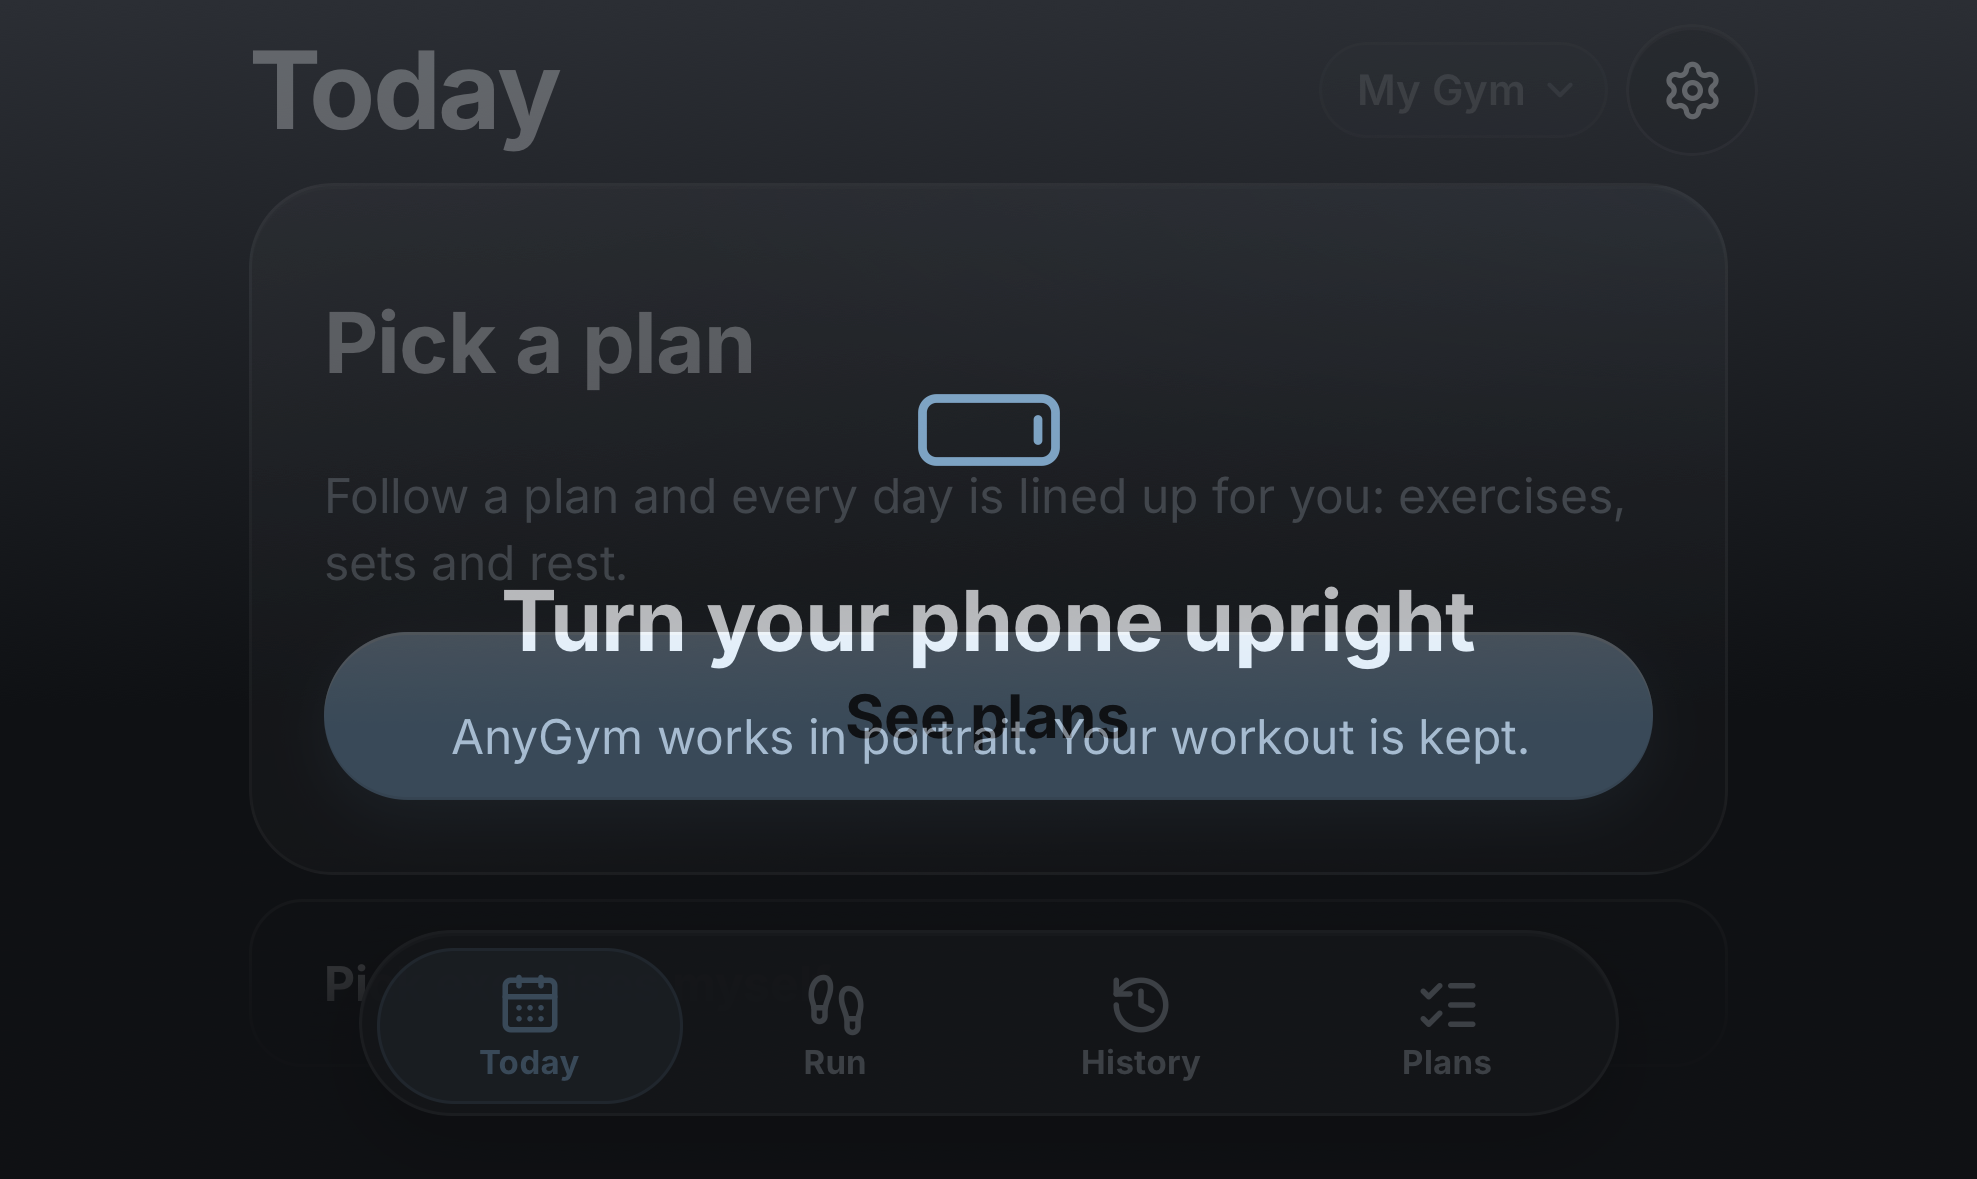 Today
My Gym
Pick a plan
Follow a plan and every day is lined up for you: exercises,
sets and rest.
Turn your phone upright
See plans
AnyGym works in portrait. Your workout is kept.
Today
Run
History
Plans